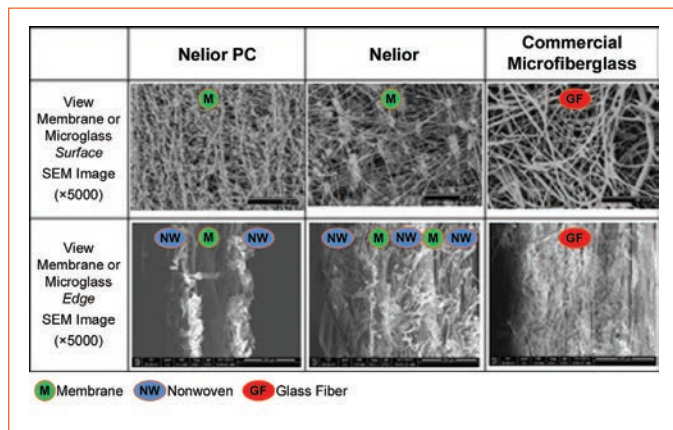 Nelior PC
Nelior
Commercial
Microfiberglass
View
Membrane or
Microglass
Surface
SEM Image
(×5000)
M
M
GF
View
Membrane or
Microglass
Edge
SEM Image
(×5000)
NW M NW
NW M NW M NW
GF
M Membrane NW Nonwoven GF Glass Fiber